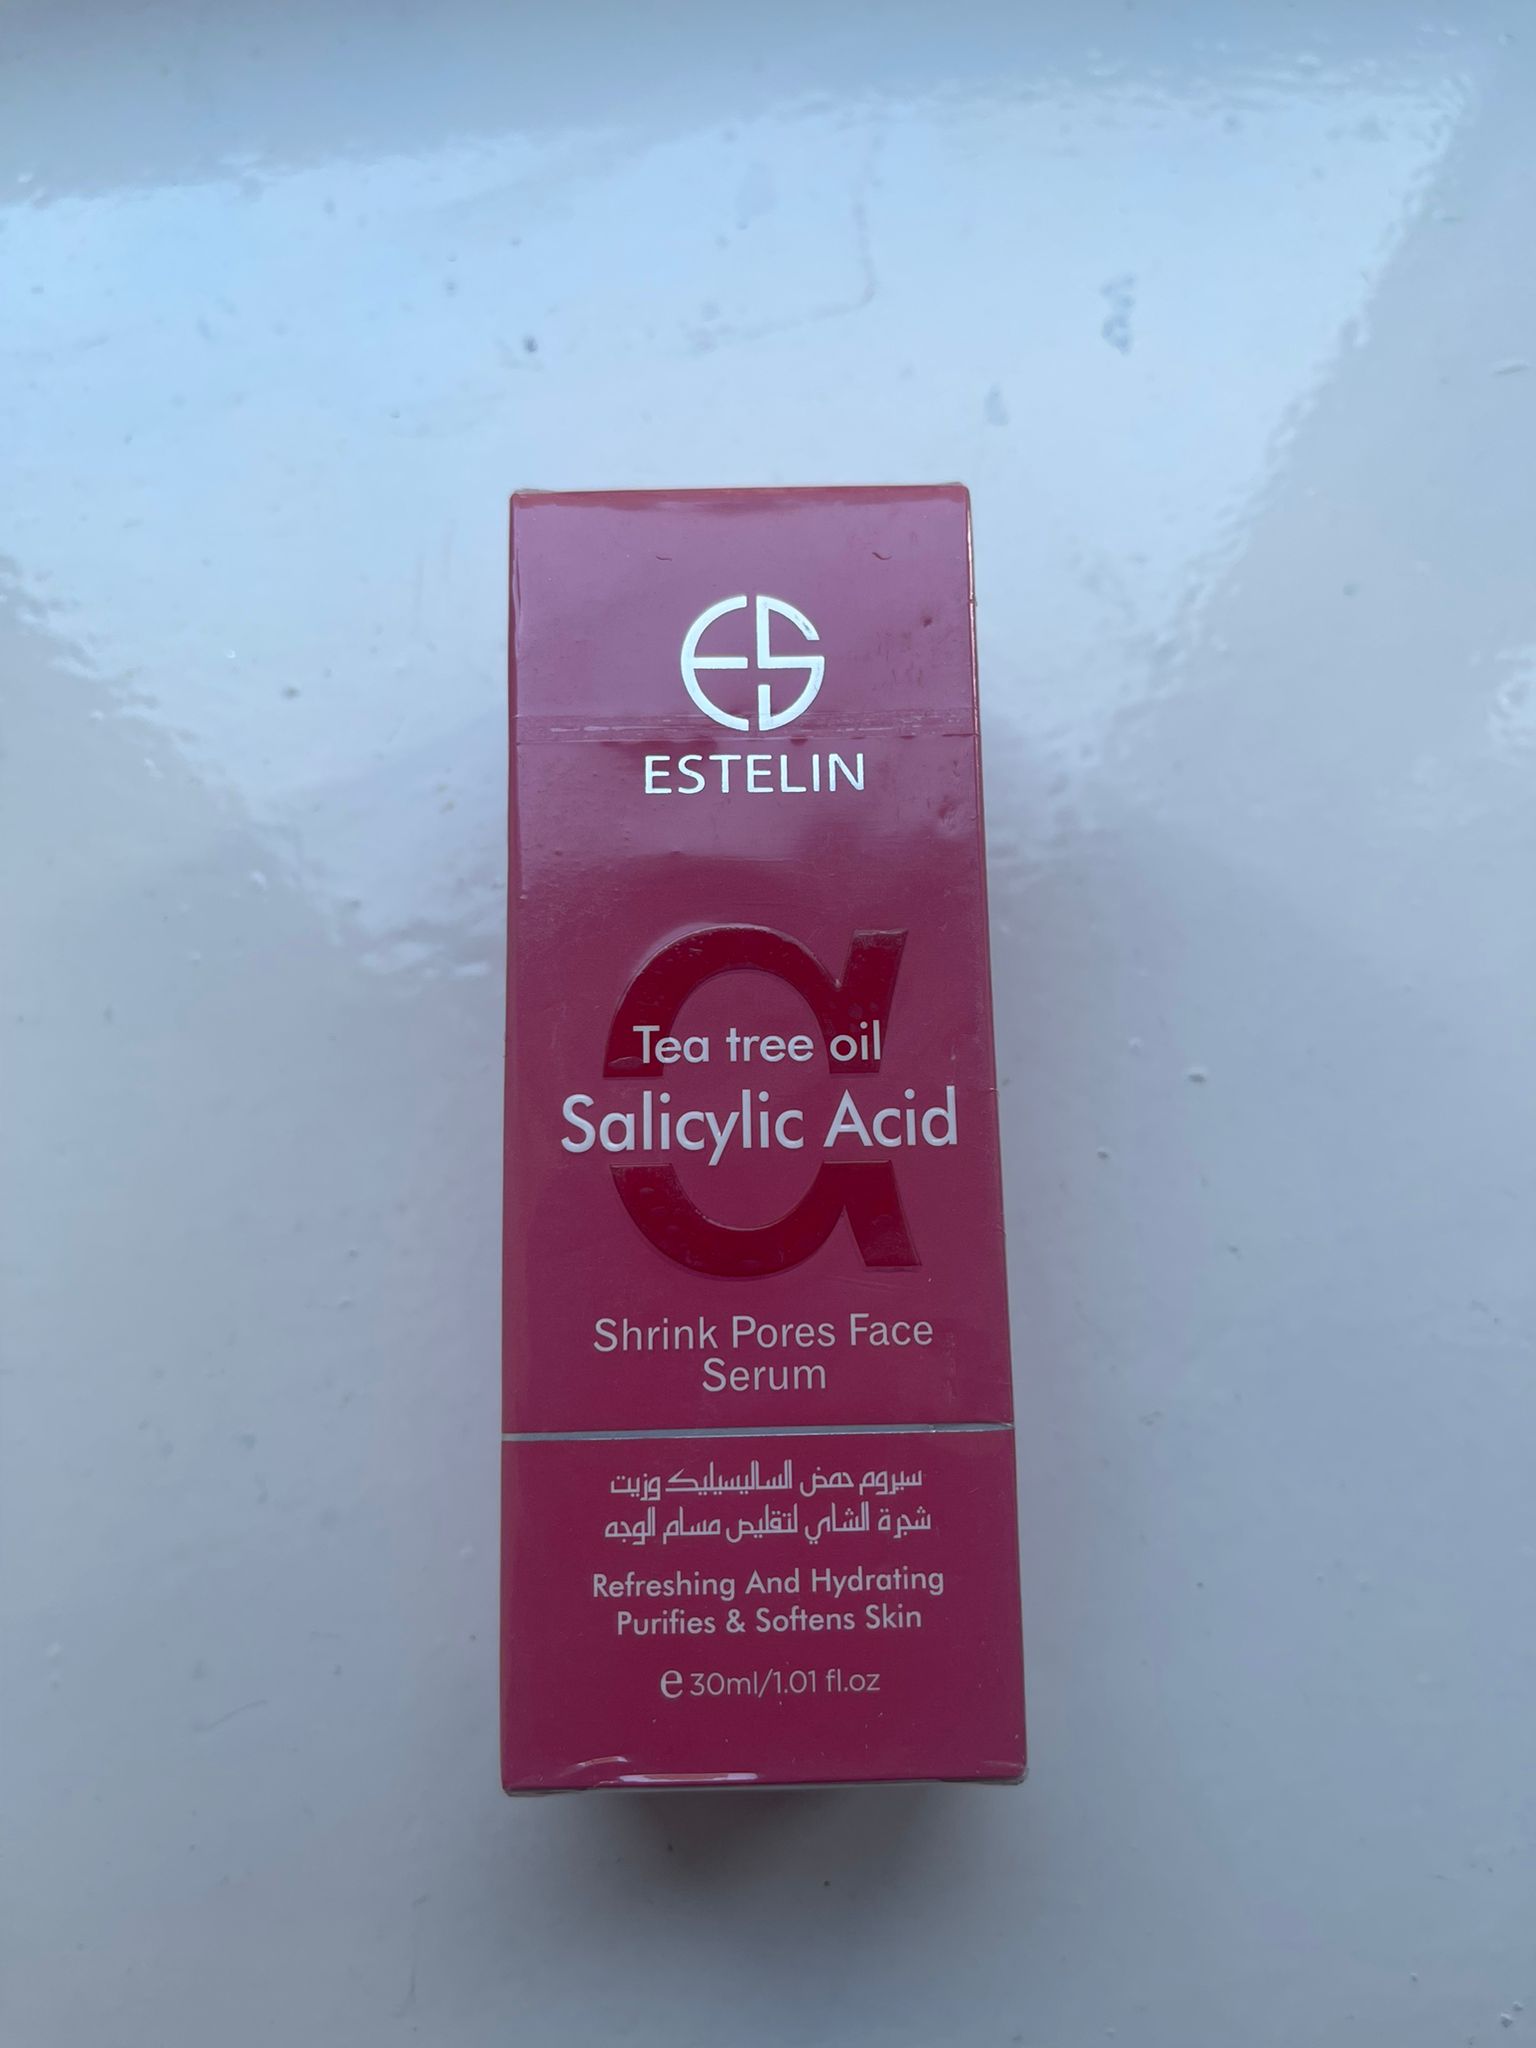 ES
ESTELIN
α
Tea tree oil
Salicylic Acid
Shrink Pores Face
Serum
سيروم حمض الساليسيليك وزيت
شجرة الشاي لتقليص مسام الوجه
Refreshing And Hydrating
Purifies & Softens Skin
e 30ml/1.01 fl.oz